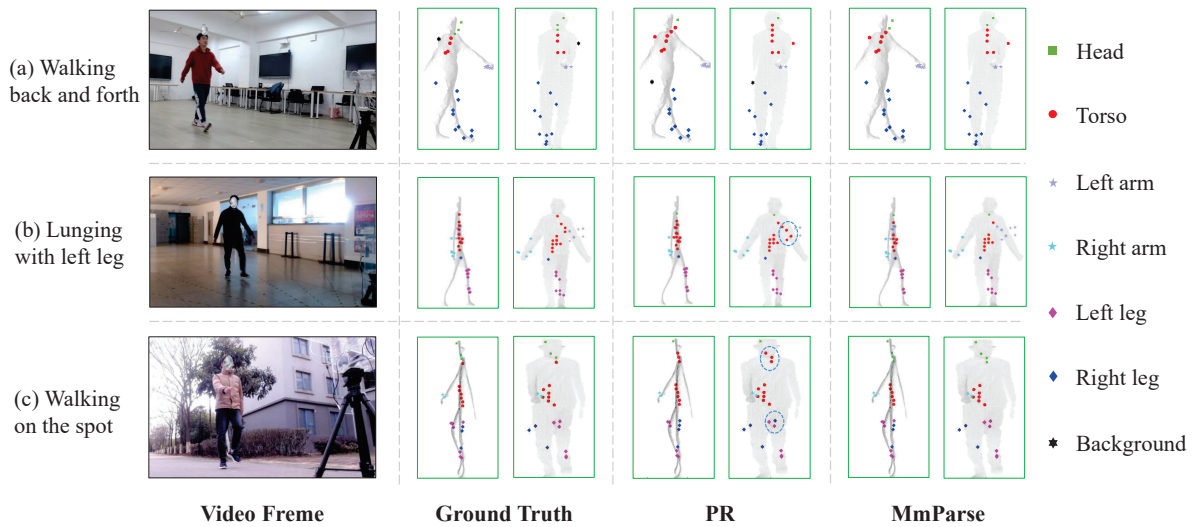 (a) Walking
back and forth
(b) Lunging
with left leg
(c) Walking
on the spot
Video Freme
Ground Truth
PR
MmParse
Head
Torso
Left arm
Right arm
Left leg
Right leg
Background